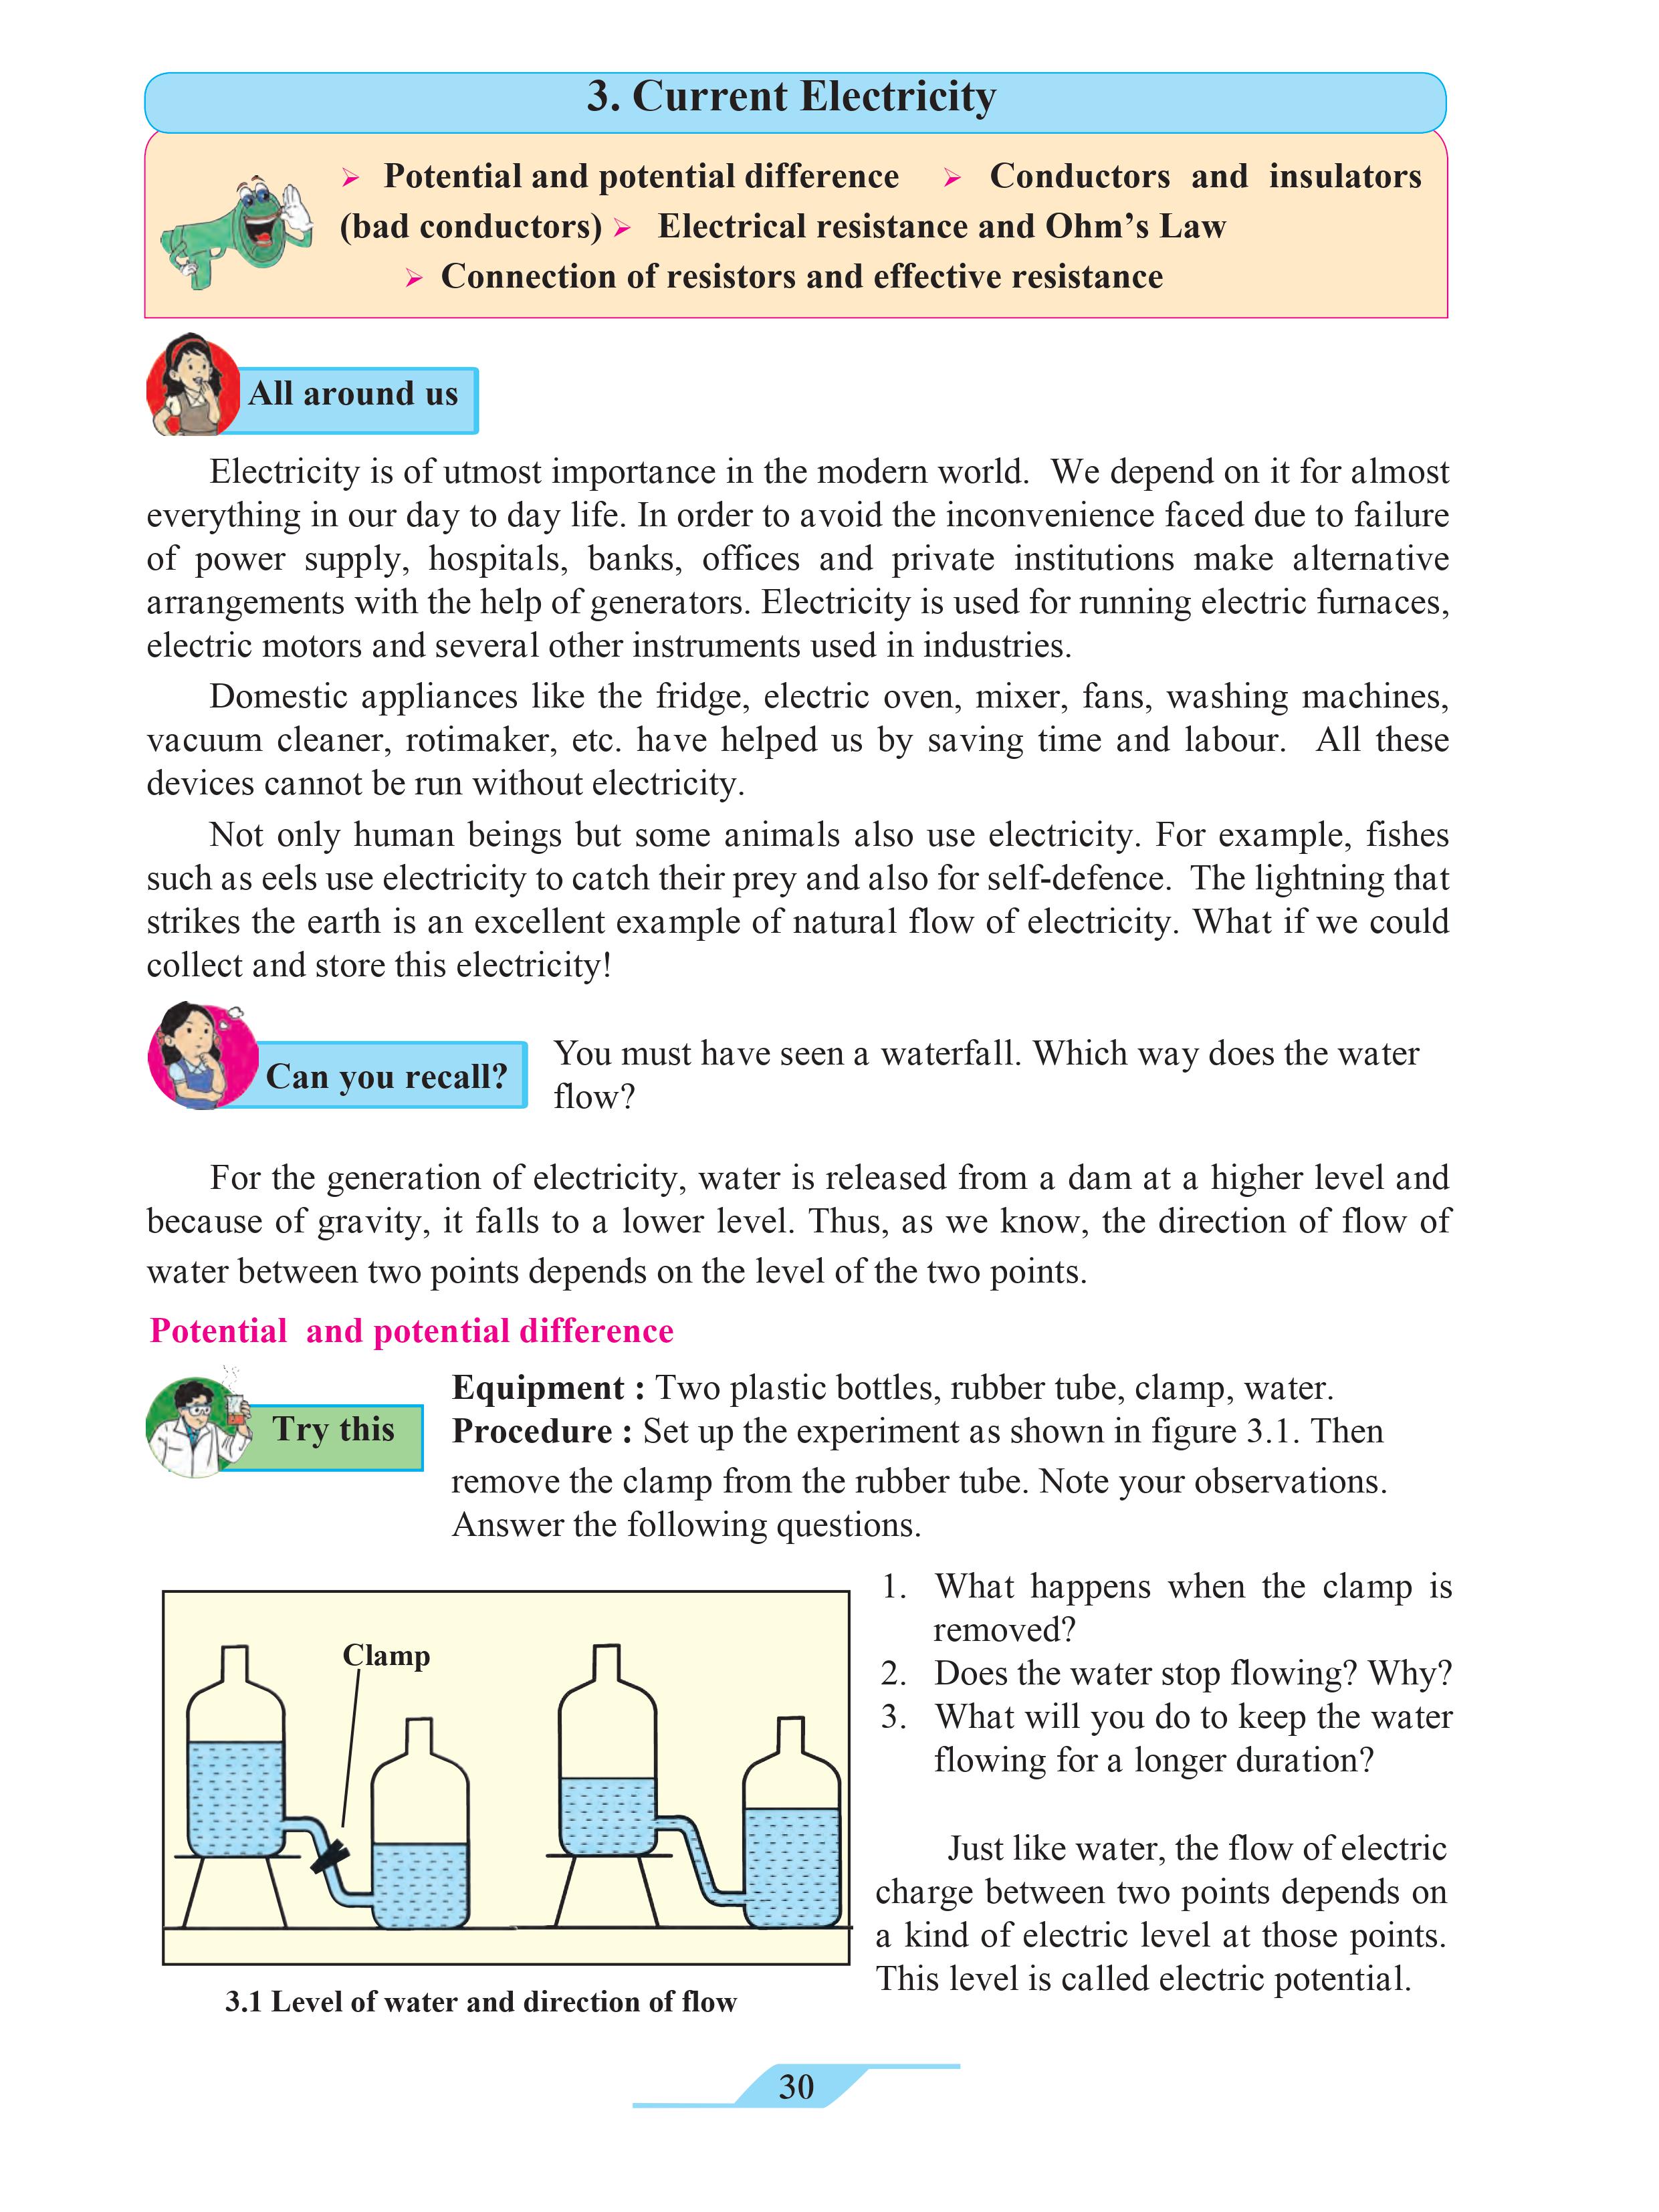 3. Current Electricity
➢ Potential and potential difference ➢ Conductors and insulators
(bad conductors) ➢ Electrical resistance and Ohm’s Law
➢ Connection of resistors and effective resistance
All around us
Electricity is of utmost importance in the modern world. We depend on it for almost
everything in our day to day life. In order to avoid the inconvenience faced due to failure
of power supply, hospitals, banks, offices and private institutions make alternative
arrangements with the help of generators. Electricity is used for running electric furnaces,
electric motors and several other instruments used in industries.
Domestic appliances like the fridge, electric oven, mixer, fans, washing machines,
vacuum cleaner, rotimaker, etc. have helped us by saving time and labour. All these
devices cannot be run without electricity.
Not only human beings but some animals also use electricity. For example, fishes
such as eels use electricity to catch their prey and also for self-defence. The lightning that
strikes the earth is an excellent example of natural flow of electricity. What if we could
collect and store this electricity!
Can you recall?
You must have seen a waterfall. Which way does the water
flow?
For the generation of electricity, water is released from a dam at a higher level and
because of gravity, it falls to a lower level. Thus, as we know, the direction of flow of
water between two points depends on the level of the two points.
Potential and potential difference
Try this
Equipment : Two plastic bottles, rubber tube, clamp, water.
Procedure : Set up the experiment as shown in figure 3.1. Then
remove the clamp from the rubber tube. Note your observations.
Answer the following questions.
1. What happens when the clamp is
removed?
2. Does the water stop flowing? Why?
3. What will you do to keep the water
flowing for a longer duration?
Just like water, the flow of electric
charge between two points depends on
a kind of electric level at those points.
This level is called electric potential.
Clamp
3.1 Level of water and direction of flow
30